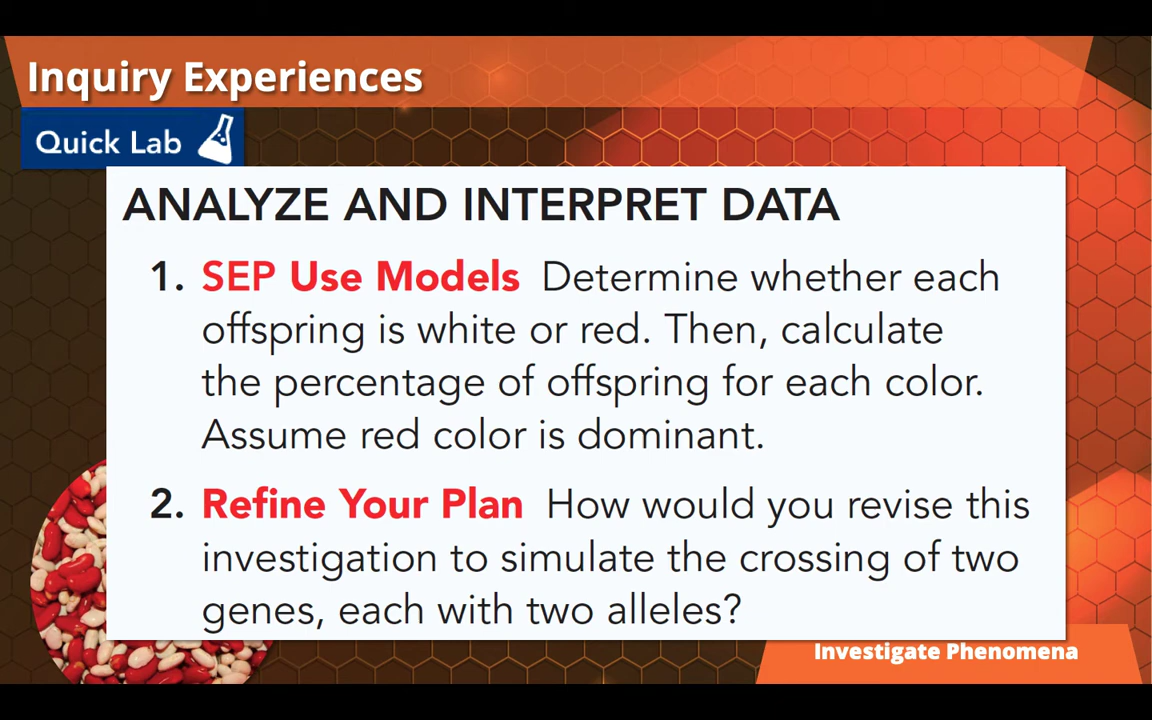 Inquiry Experiences
Quick Lab
ANALYZE AND INTERPRET DATA
1. SEP Use Models Determine whether each
offspring is white or red. Then, calculate
the percentage of offspring for each color.
Assume red color is dominant.
2. Refine Your Plan How would you revise this
investigation to simulate the crossing of two
genes, each with two alleles?
Investigate Phenomena